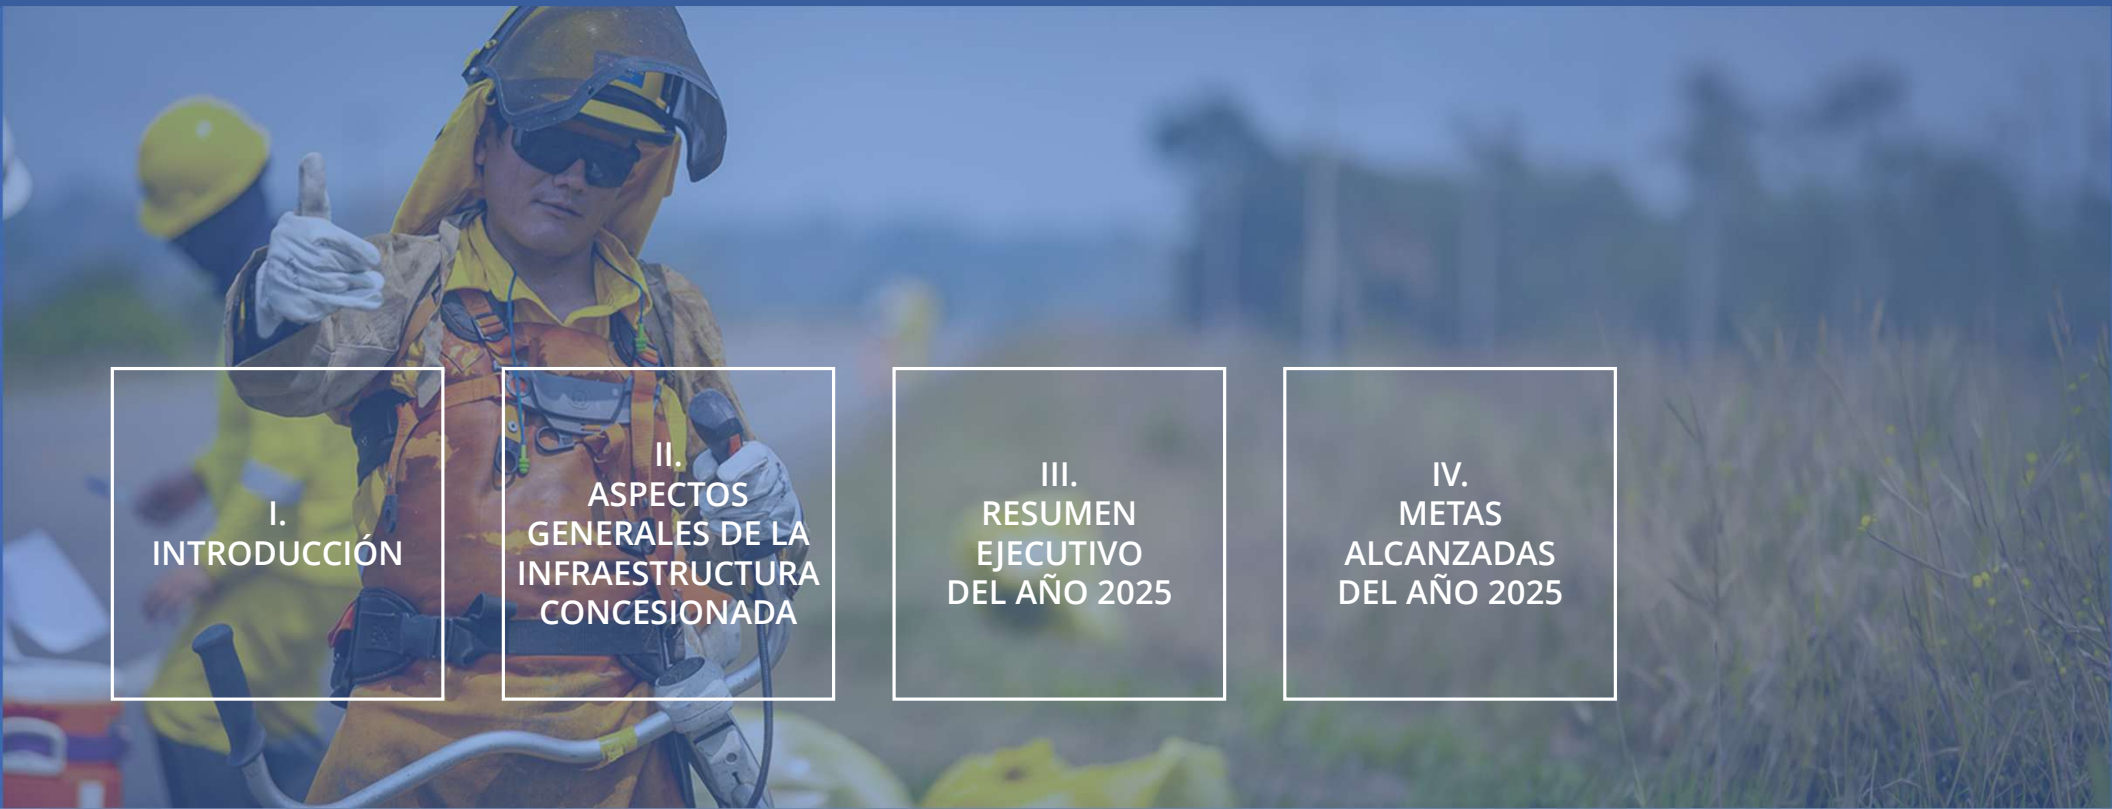 I.
INTRODUCCIÓN
II.
ASPECTOS
GENERALES DE LA
INFRAESTRUCTURA
CONCESIONADA
III.
RESUMEN
EJECUTIVO
DEL AÑO 2025
IV.
METAS
ALCANZADAS
DEL AÑO 2025